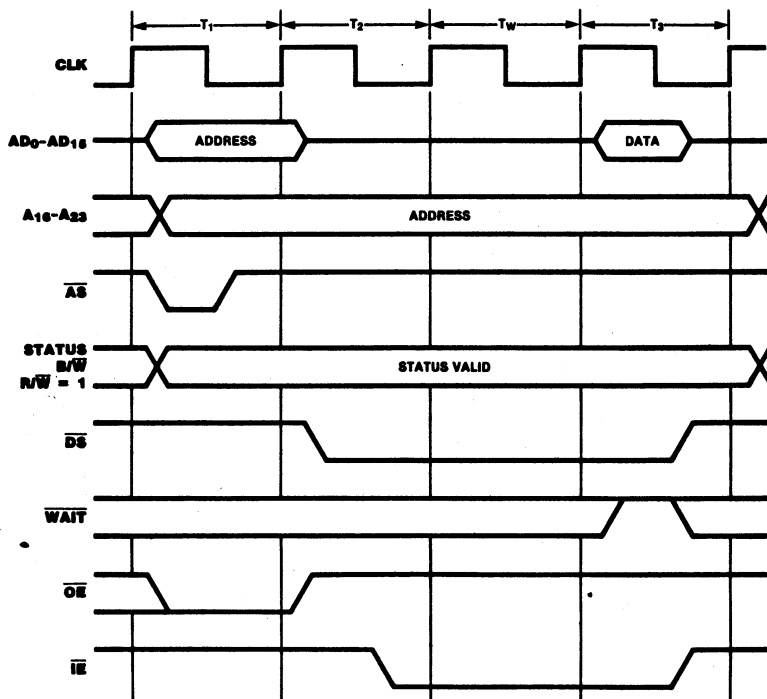 T1 T2 TW T3
CLK
AD0-AD15 ADDRESS DATA
A16-A23 ADDRESS
AS
STATUS
B/W STATUS VALID
R/W = 1
DS
WAIT
OE
IE